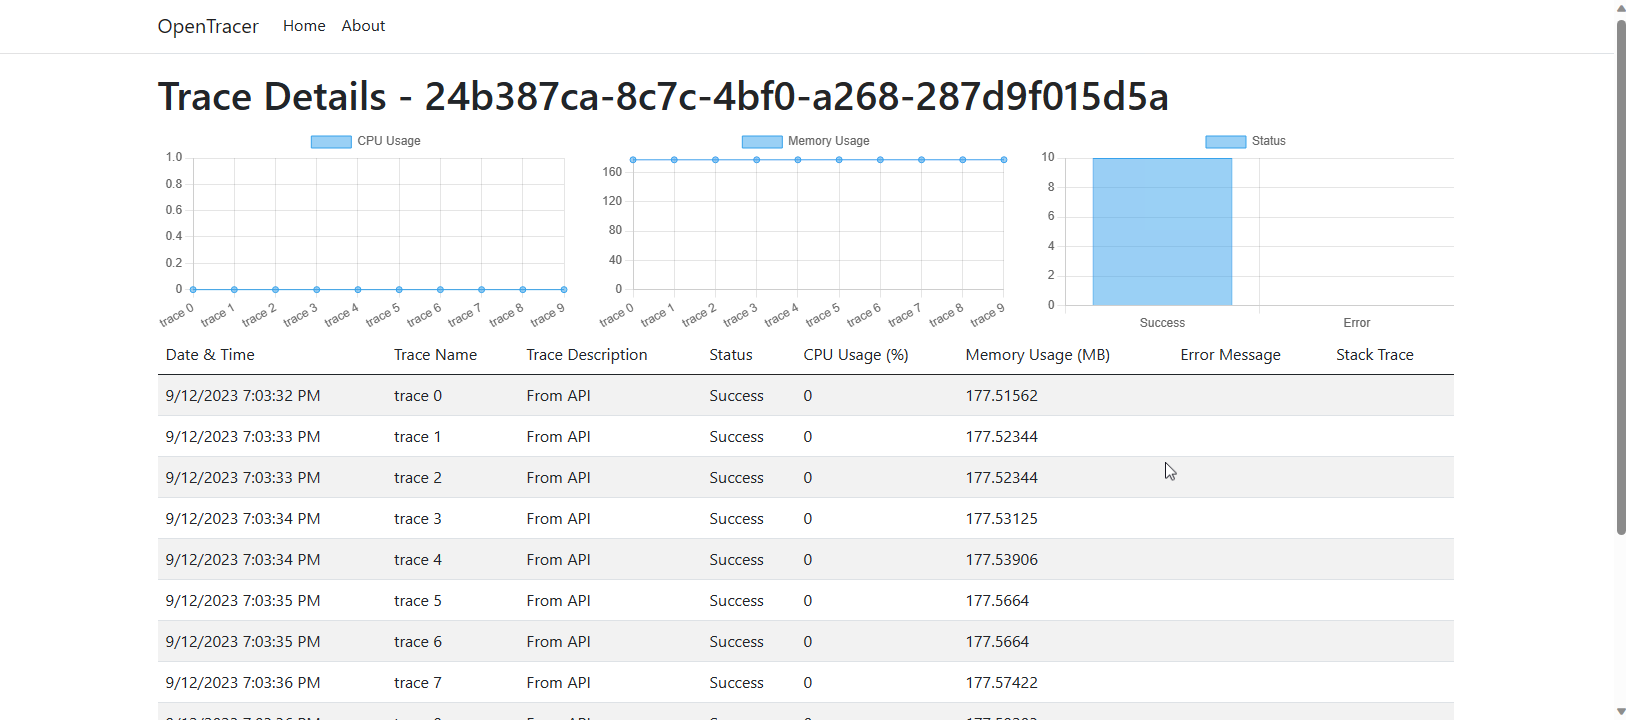 OpenTracer Home About
Trace Details - 24b387ca-8c7c-4bf0-a268-287d9f015d5a
CPU Usage
1.0
0.8
0.6
0.4
0.2
0
trace 0 trace 1 trace 2 trace 3 trace 4 trace 5 trace 6 trace 7 trace 8 trace 9
Memory Usage
160
120
80
40
0
trace 0 trace 1 trace 2 trace 3 trace 4 trace 5 trace 6 trace 7 trace 8 trace 9
Status
10
8
6
4
2
0
Success Error
Date & Time Trace Name Trace Description Status CPU Usage (%) Memory Usage (MB) Error Message Stack Trace
9/12/2023 7:03:32 PM trace 0 From API Success 0 177.51562
9/12/2023 7:03:33 PM trace 1 From API Success 0 177.52344
9/12/2023 7:03:33 PM trace 2 From API Success 0 177.52344
9/12/2023 7:03:34 PM trace 3 From API Success 0 177.53125
9/12/2023 7:03:34 PM trace 4 From API Success 0 177.53906
9/12/2023 7:03:35 PM trace 5 From API Success 0 177.5664
9/12/2023 7:03:35 PM trace 6 From API Success 0 177.5664
9/12/2023 7:03:36 PM trace 7 From API Success 0 177.57422